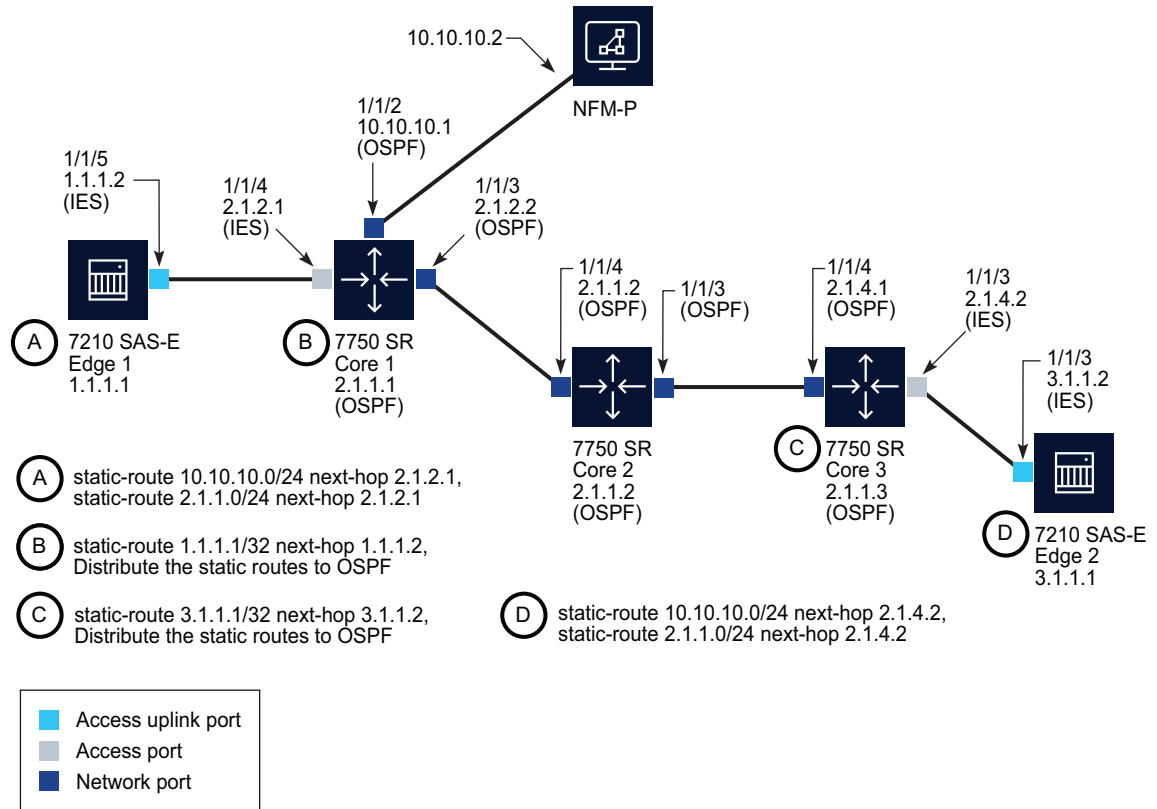 10.10.10.2
NFM-P
1/1/2
10.10.10.1
(OSPF)
1/1/5
1.1.1.2
(IES)
1/1/4
2.1.2.1
(IES)
1/1/3
2.1.2.2
(OSPF)
1/1/4
2.1.1.2
(OSPF)
1/1/3
(OSPF)
1/1/4
2.1.4.1
(OSPF)
1/1/3
2.1.4.2
(IES)
1/1/3
3.1.1.2
(IES)
A
7210 SAS-E
Edge 1
1.1.1.1
B
7750 SR
Core 1
2.1.1.1
(OSPF)
7750 SR
Core 2
2.1.1.2
(OSPF)
C
7750 SR
Core 3
2.1.1.3
(OSPF)
D
7210 SAS-E
Edge 2
3.1.1.1
A
static-route 10.10.10.0/24 next-hop 2.1.2.1,
static-route 2.1.1.0/24 next-hop 2.1.2.1
B
static-route 1.1.1.1/32 next-hop 1.1.1.2,
Distribute the static routes to OSPF
C
static-route 3.1.1.1/32 next-hop 3.1.1.2,
Distribute the static routes to OSPF
D
static-route 10.10.10.0/24 next-hop 2.1.4.2,
static-route 2.1.1.0/24 next-hop 2.1.4.2
Access uplink port
Access port
Network port